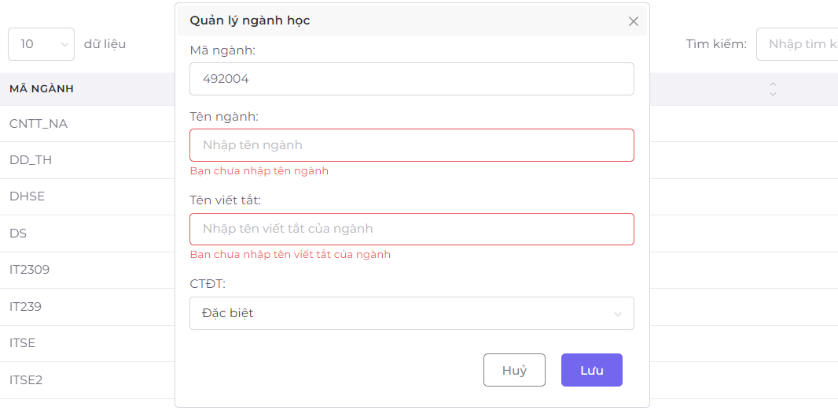 Quản lý ngành học
10
dữ liệu
Tìm kiếm:
Nhập tìm k
MÃ NGÀNH
CNTT_NA
DD_TH
DHSE
DS
IT2309
IT239
ITSE
ITSE2
Mã ngành:
492004
Tên ngành:
Nhập tên ngành
Bạn chưa nhập tên ngành
Tên viết tắt:
Nhập tên viết tắt của ngành
Bạn chưa nhập tên viết tắt của ngành
CTĐT:
Đặc biệt
Huỷ
Lưu